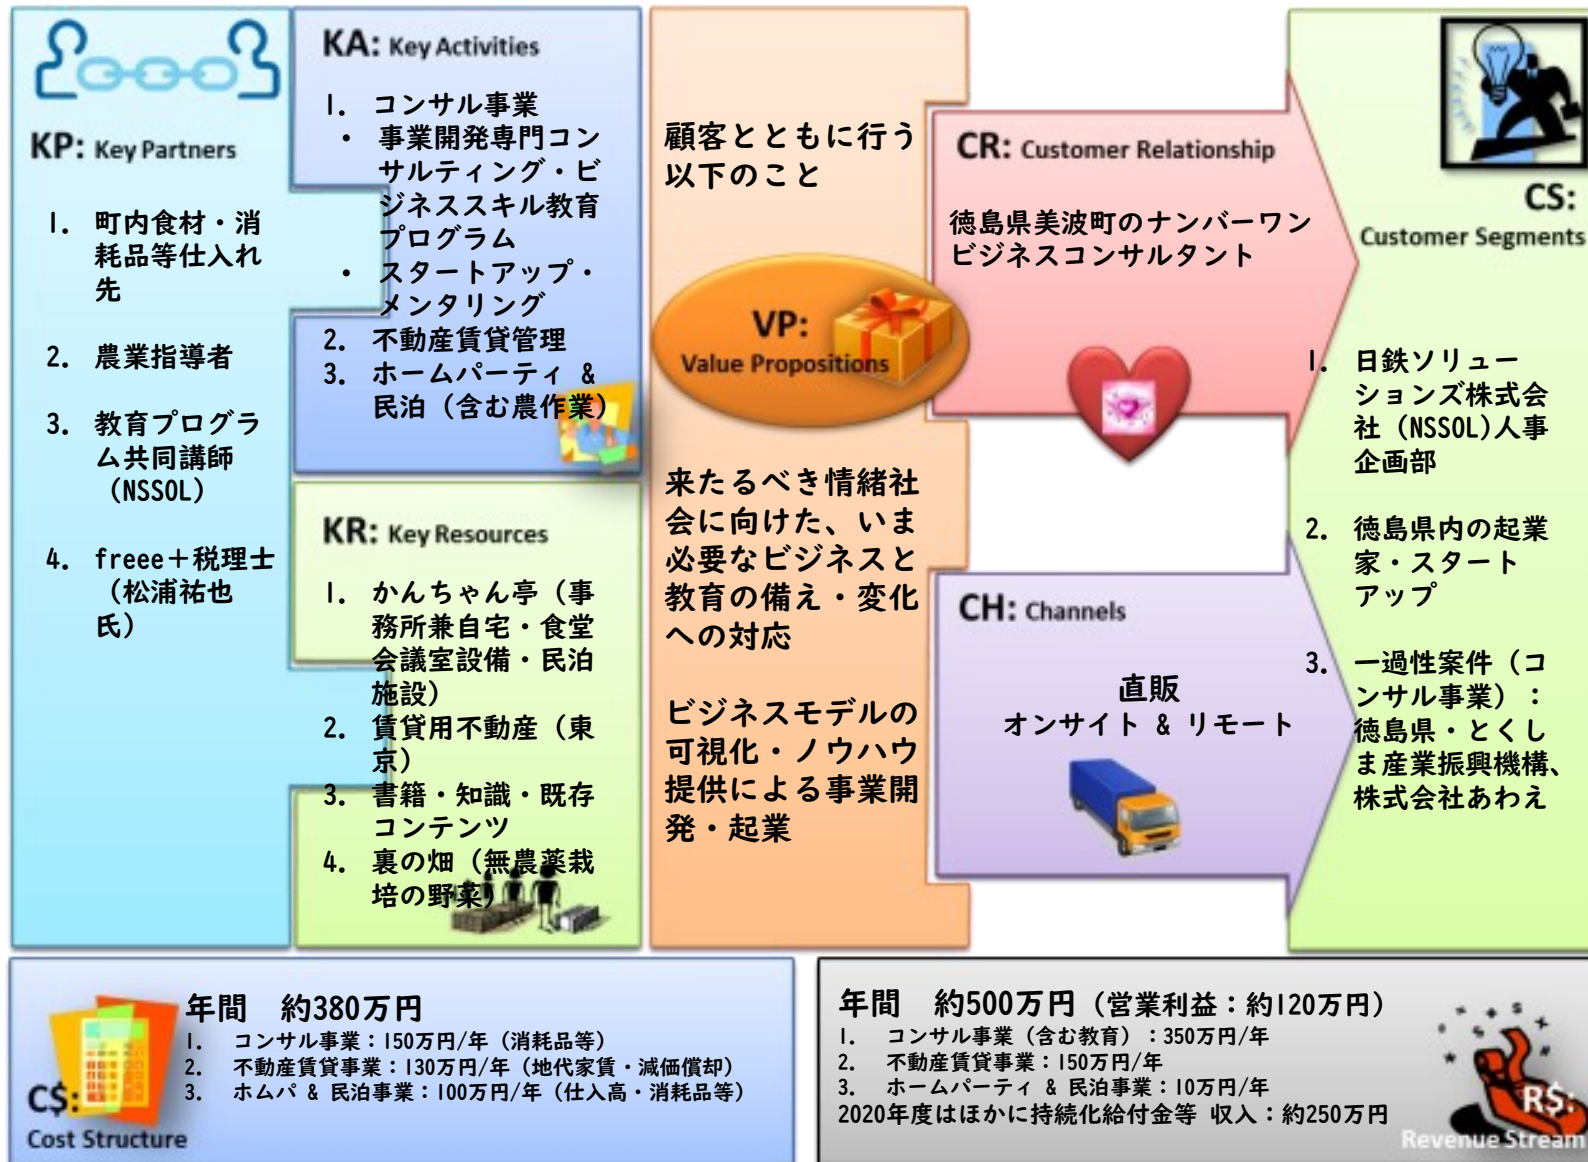 KP: Key Partners
1. 町内食材・消
耗品等仕入れ
先
2. 農業指導者
3. 教育プログラ
ム共同講師
（NSSOL）
4. freee＋税理士
（松浦祐也
氏）
KA: Key Activities
1. コンサル事業
・ 事業開発専門コン
サルティング・ビ
ジネススキル教育
プログラム
・ スタートアップ・
メンタリング
2. 不動産賃貸管理
3. ホームパーティ &
民泊（含む農作業）
KR: Key Resources
1. かんちゃん亭（事
務所兼自宅・食堂
会議室設備・民泊
施設）
2. 賃貸用不動産（東
京）
3. 書籍・知識・既存
コンテンツ
4. 裏の畑（無農薬栽
培の野菜）
顧客とともに行う
以下のこと
VP:
Value Propositions
来たるべき情緒社
会に向けた、いま
必要なビジネスと
教育の備え・変化
への対応
ビジネスモデルの
可視化・ノウハウ
提供による事業開
発・起業
CR: Customer Relationship
徳島県美波町のナンバーワン
ビジネスコンサルタント
CH: Channels
直販
オンサイト & リモート
CS:
Customer Segments
1. 日鉄ソリュー
ションズ株式会
社（NSSOL)人事
企画部
2. 徳島県内の起業
家・スタート
アップ
3. 一過性案件（コ
ンサル事業）：
徳島県・とくし
ま産業振興機構、
株式会社あわえ
C$:
Cost Structure
年間　約380万円
1. コンサル事業：150万円/年（消耗品等）
2. 不動産賃貸事業：130万円/年（地代家賃・減価償却）
3. ホムパ & 民泊事業：100万円/年（仕入高・消耗品等）
年間　約500万円（営業利益：約120万円）
1. コンサル事業（含む教育）：350万円/年
2. 不動産賃貸事業：150万円/年
3. ホームパーティ & 民泊事業：10万円/年
2020年度はほかに持続化給付金等 収入：約250万円
R$:
Revenue Stream